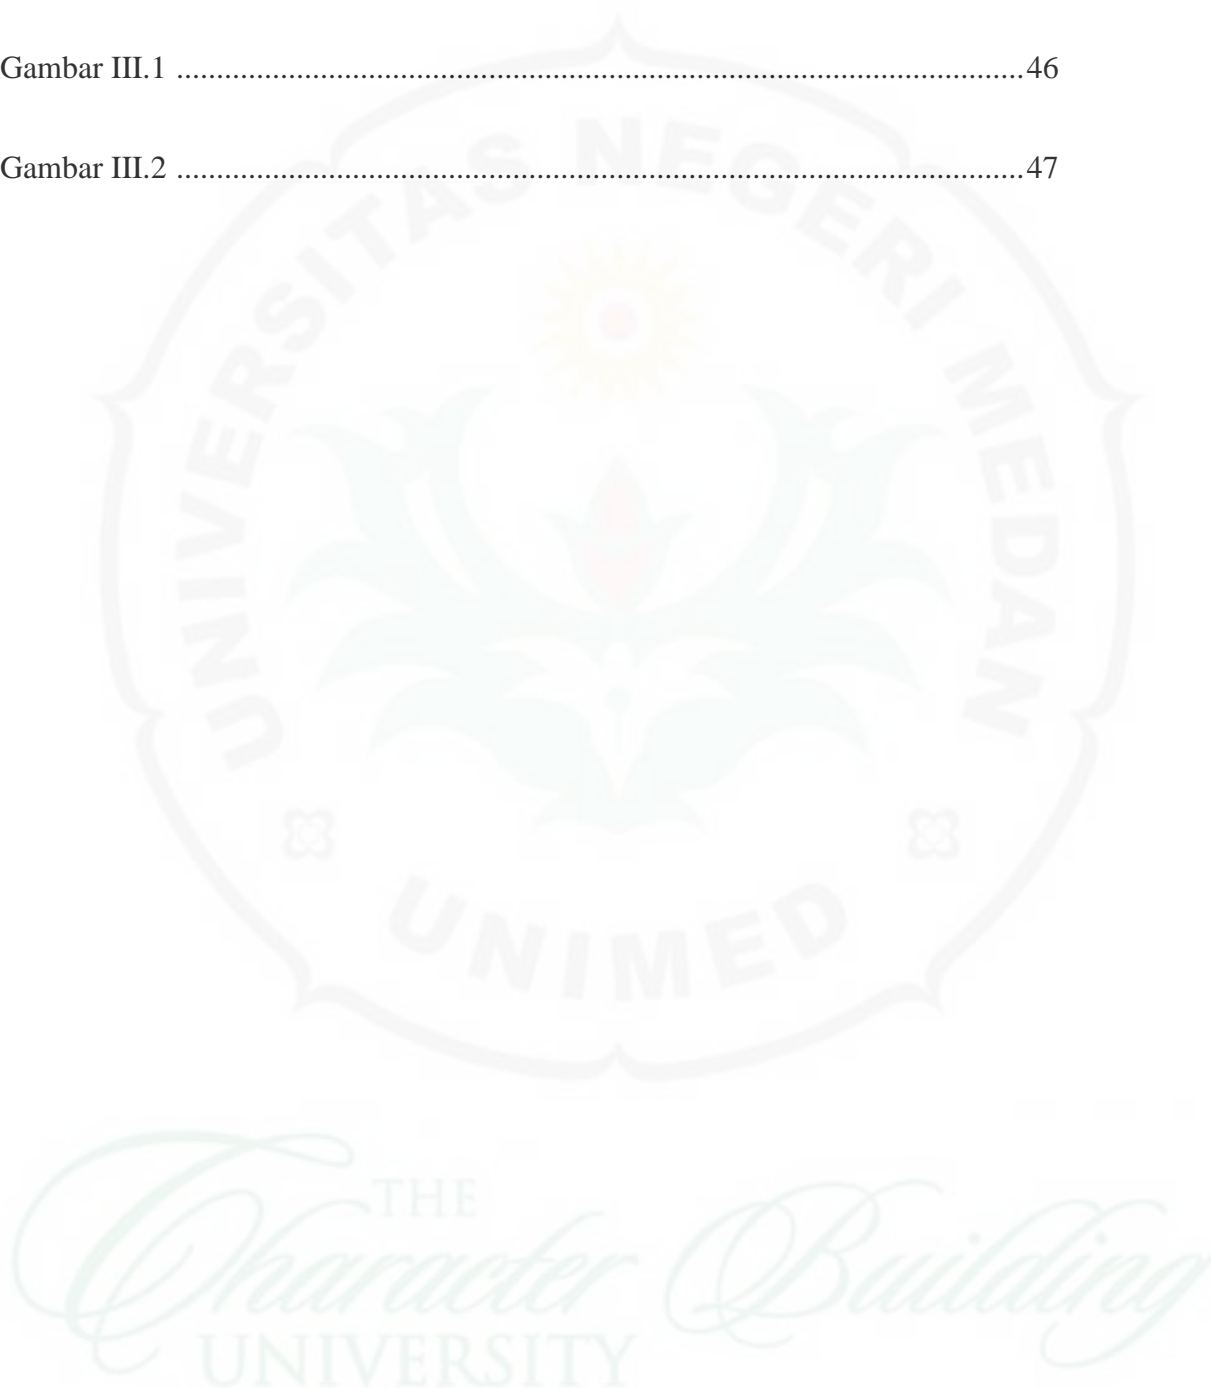 Gambar III.1 ..........................................................................................................46
Gambar III.2 ..........................................................................................................47
UNIVERSITAS NEGERI MEDAN
UNIMED
THE
Character Building
UNIVERSITY